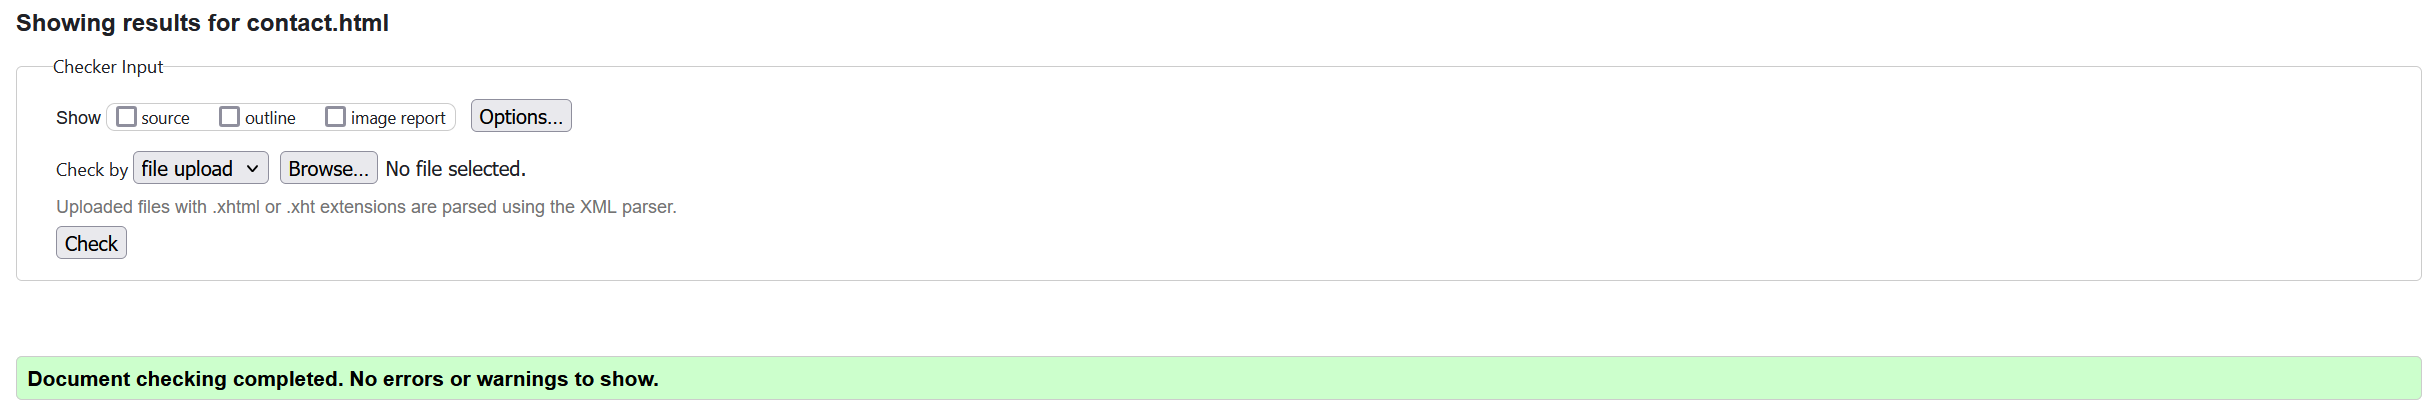 Showing results for contact.html
Checker Input
Show source outline image report Options...
Check by file upload Browse... No file selected.
Uploaded files with .xhtml or .xht extensions are parsed using the XML parser.
Check
Document checking completed. No errors or warnings to show.